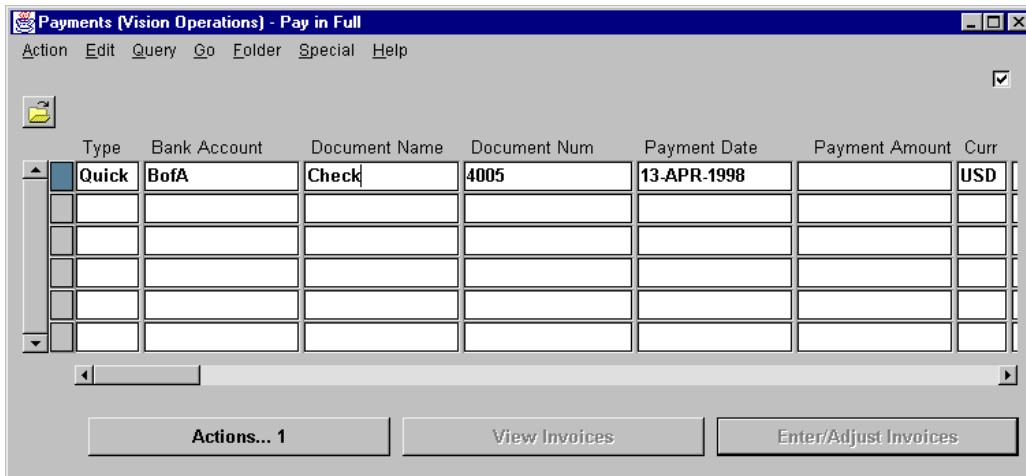 Payments (Vision Operations) - Pay in Full
Action Edit Query Go Folder Special Help
Type Bank Account Document Name Document Num Payment Date Payment Amount Curr
Quick BofA Check 4005 13-APR-1998 USD
Actions... 1 View Invoices Enter/Adjust Invoices